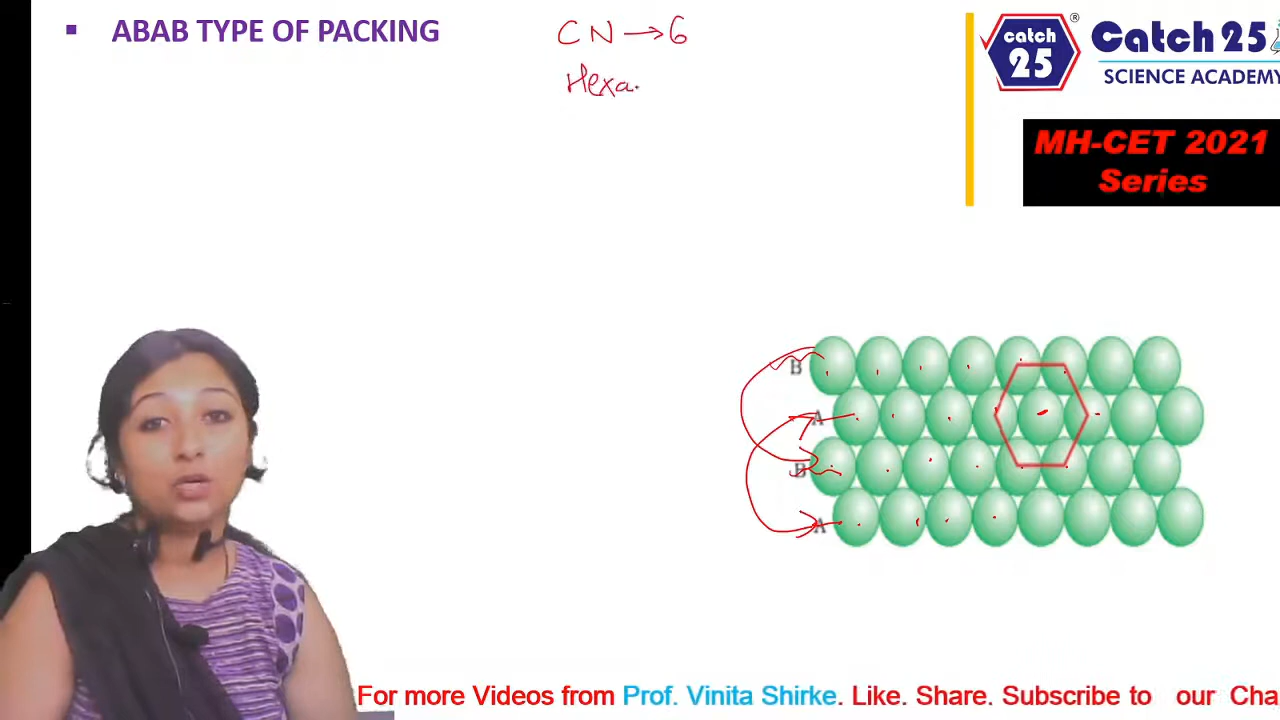 ▪ ABAB TYPE OF PACKING
CN → 6
Hexa.
catch
25
®
Catch 25
SCIENCE ACADEMY
MH-CET 2021
Series
B
A
B
A
For more Videos from Prof. Vinita Shirke. Like. Share. Subscribe to our Cha